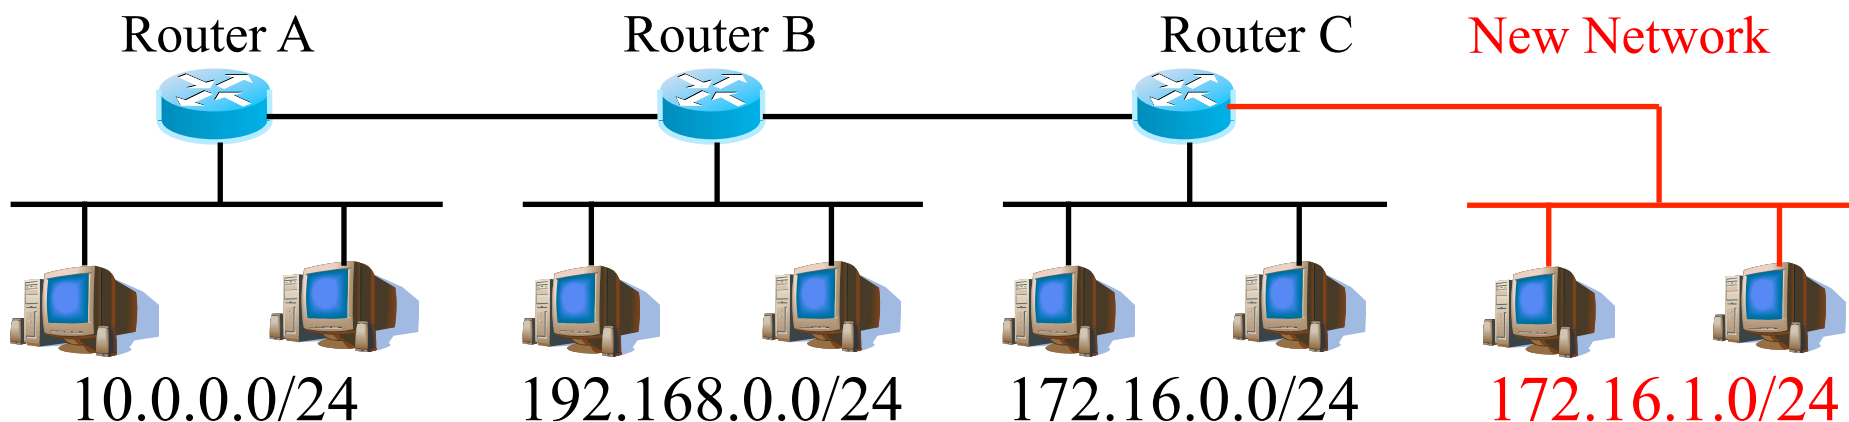 Router A
Router B
Router C
New Network
10.0.0.0/24
192.168.0.0/24
172.16.0.0/24
172.16.1.0/24